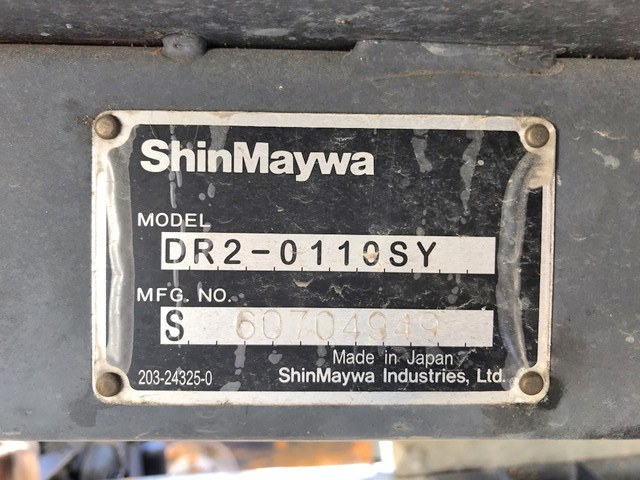 ShinMaywa
MODEL
DR2-0110SY
MFG. NO.
S 60704949
Made in Japan
203-24325-0 ShinMaywa Industries, Ltd.